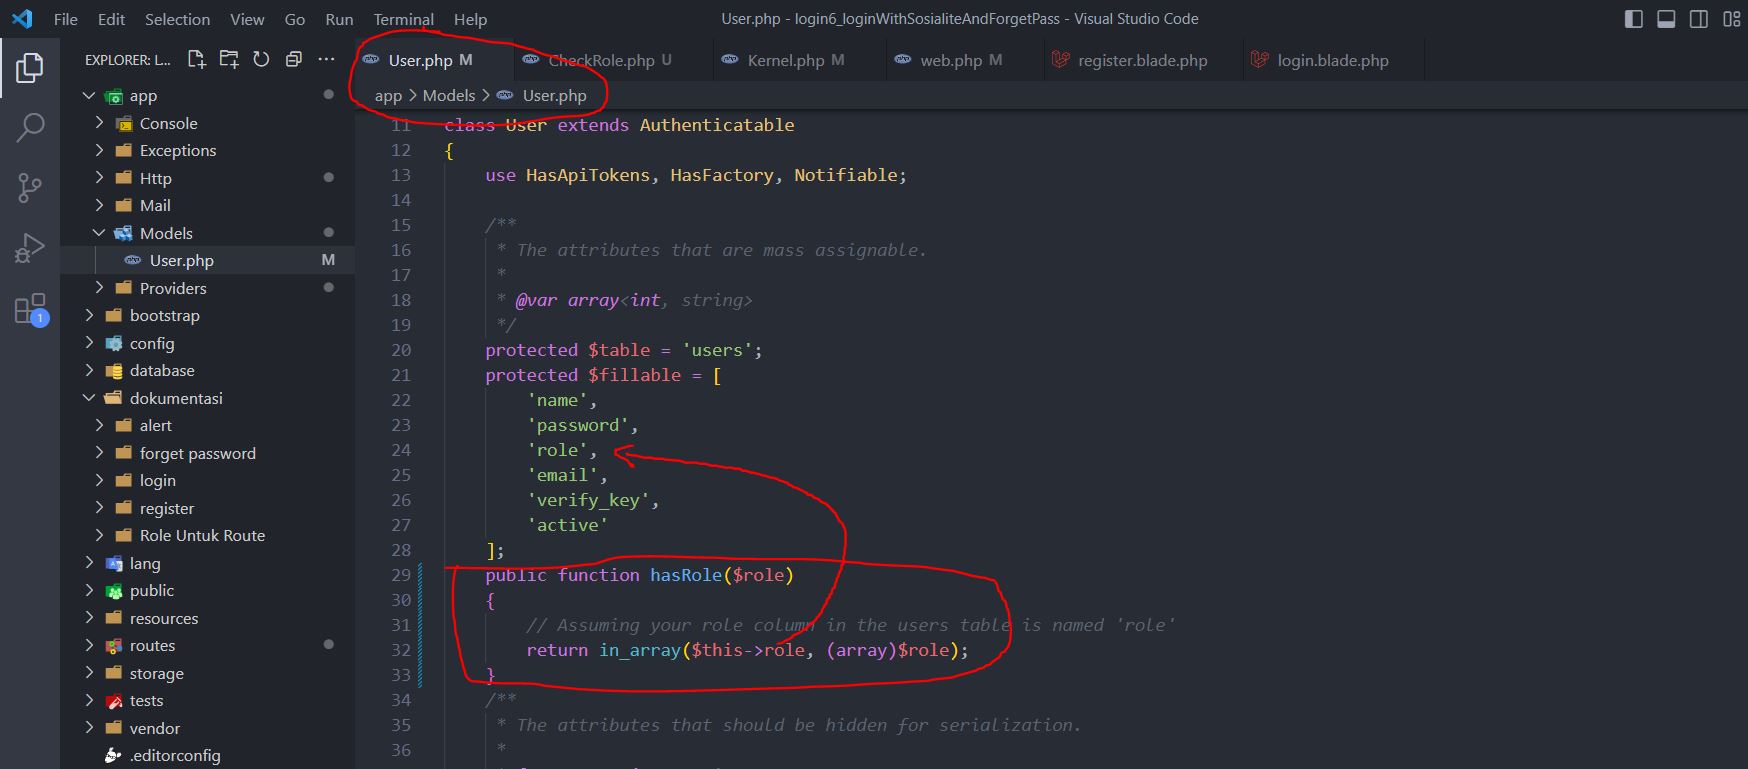 File Edit Selection View Go Run Terminal Help
User.php - login6_loginWithSosialiteAndForgetPass - Visual Studio Code
EXPLORER: L... ...
User.php M
CheckRole.php U
Kernel.php M
web.php M
register.blade.php
login.blade.php
app > Models > User.php
app
Console
Exceptions
Http
Mail
Models
User.php M
Providers
bootstrap
config
database
dokumentasi
alert
forget password
login
register
Role Untuk Route
lang
public
resources
routes
storage
tests
vendor
.editorconfig
1
11 class User extends Authenticatable
12 {
13 use HasApiTokens, HasFactory, Notifiable;
14
15 /**
16 * The attributes that are mass assignable.
17 *
18 * @var array<int, string>
19 */
20 protected $table = 'users';
21 protected $fillable = [
22 'name',
23 'password',
24 'role',
25 'email',
26 'verify_key',
27 'active'
28 ];
29 public function hasRole($role)
30 {
31 // Assuming your role column in the users table is named 'role'
32 return in_array($this->role, (array)$role);
33 }
34 /**
35 * The attributes that should be hidden for serialization.
36 *